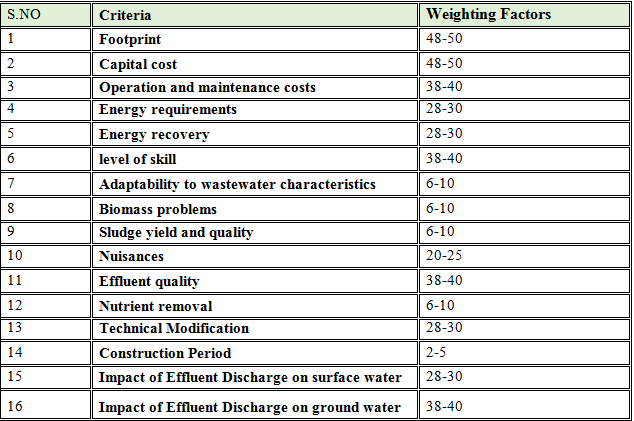 S.NO Criteria Weighting Factors
1 Footprint 48-50
2 Capital cost 48-50
3 Operation and maintenance costs 38-40
4 Energy requirements 28-30
5 Energy recovery 28-30
6 level of skill 38-40
7 Adaptability to wastewater characteristics 6-10
8 Biomass problems 6-10
9 Sludge yield and quality 6-10
10 Nuisances 20-25
11 Effluent quality 38-40
12 Nutrient removal 6-10
13 Technical Modification 28-30
14 Construction Period 2-5
15 Impact of Effluent Discharge on surface water 28-30
16 Impact of Effluent Discharge on ground water 38-40